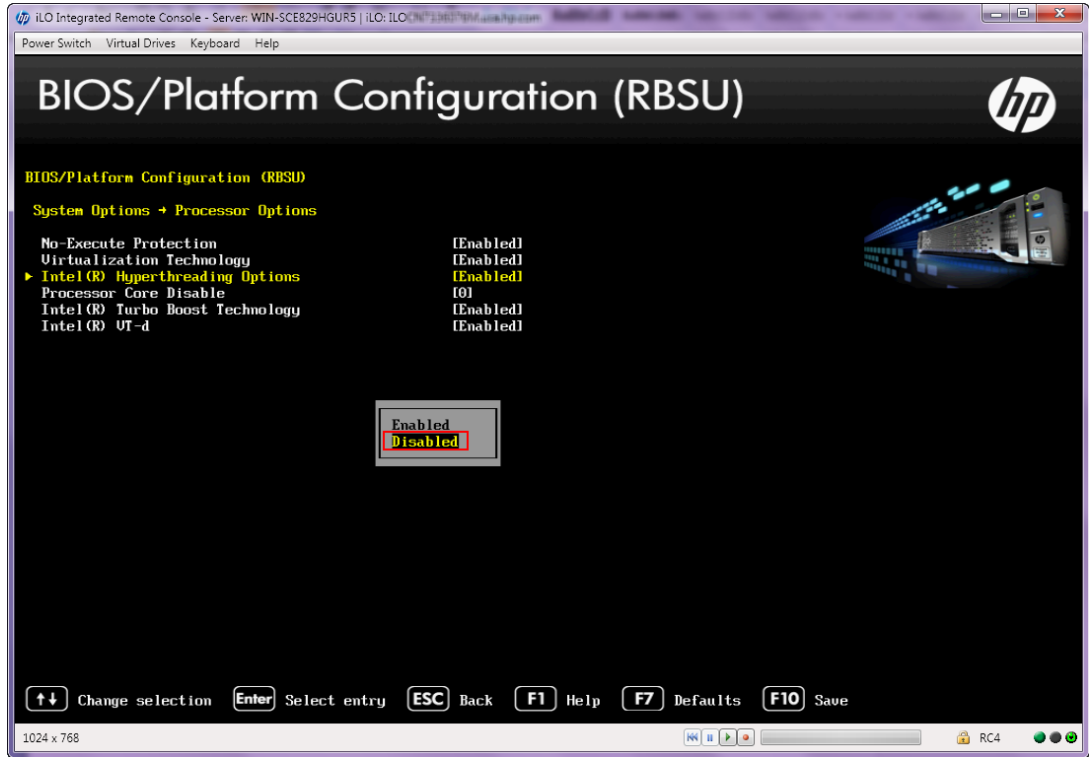 iLO Integrated Remote Console - Server: WIN-SCE829HGUR5 | iLO: ILO
Power Switch Virtual Drives Keyboard Help
BIOS/Platform Configuration (RBSU)
hp
BIOS/Platform Configuration (RBSU)
System Options → Processor Options
No-Execute Protection [Enabled]
Virtualization Technology [Enabled]
Intel(R) Hyperthreading Options [Enabled]
Processor Core Disable [0]
Intel(R) Turbo Boost Technology [Enabled]
Intel(R) VT-d [Enabled]
Enabled
Disabled
↑↓ Change selection Enter Select entry ESC Back F1 Help F7 Defaults F10 Save
1024 x 768 RC4